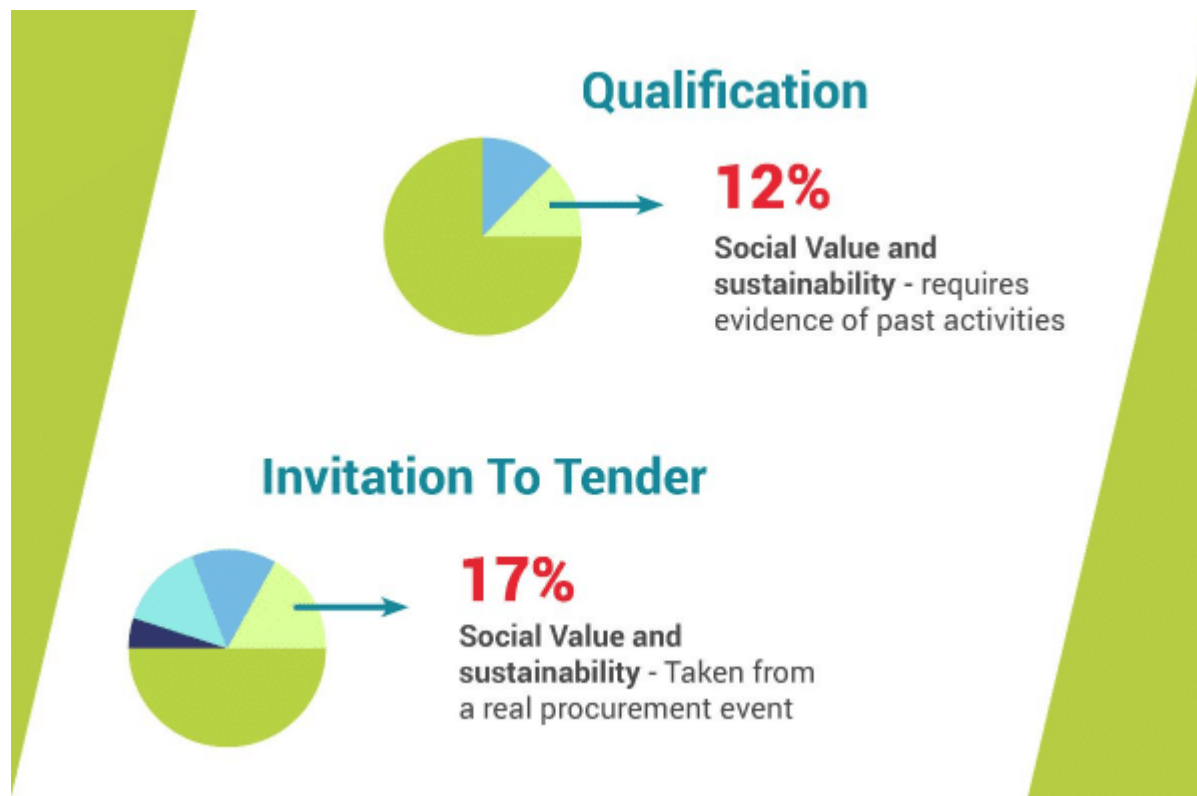 Qualification
12%
Social Value and
sustainability - requires
evidence of past activities
Invitation To Tender
17%
Social Value and
sustainability - Taken from
a real procurement event